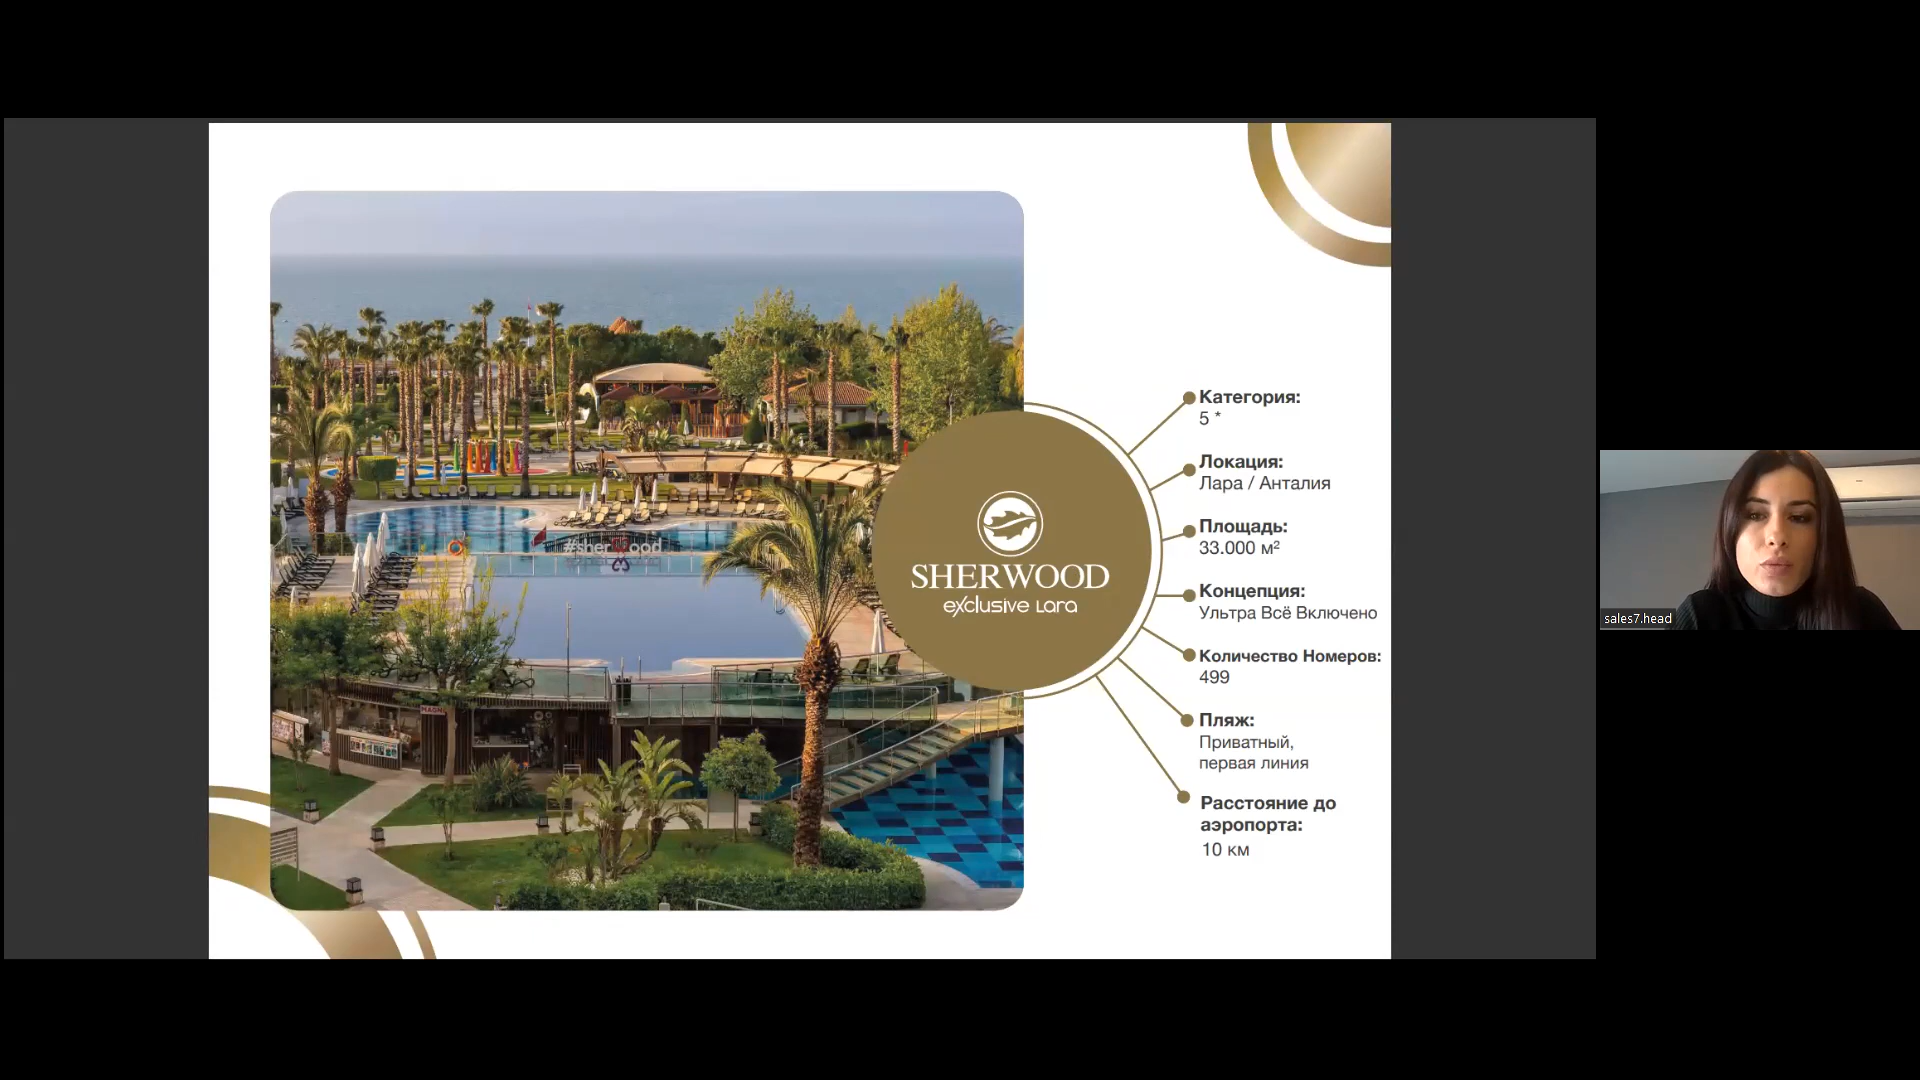 Категория:
5 *
Локация:
Лара / Анталия
Площадь:
33.000 м²
Концепция:
Ультра Всё Включено
Количество Номеров:
499
Пляж:
Приватный,
первая линия
Расстояние до
аэропорта:
10 км
SHERWOOD
exclusive Lara
#sherwood
sales7.head